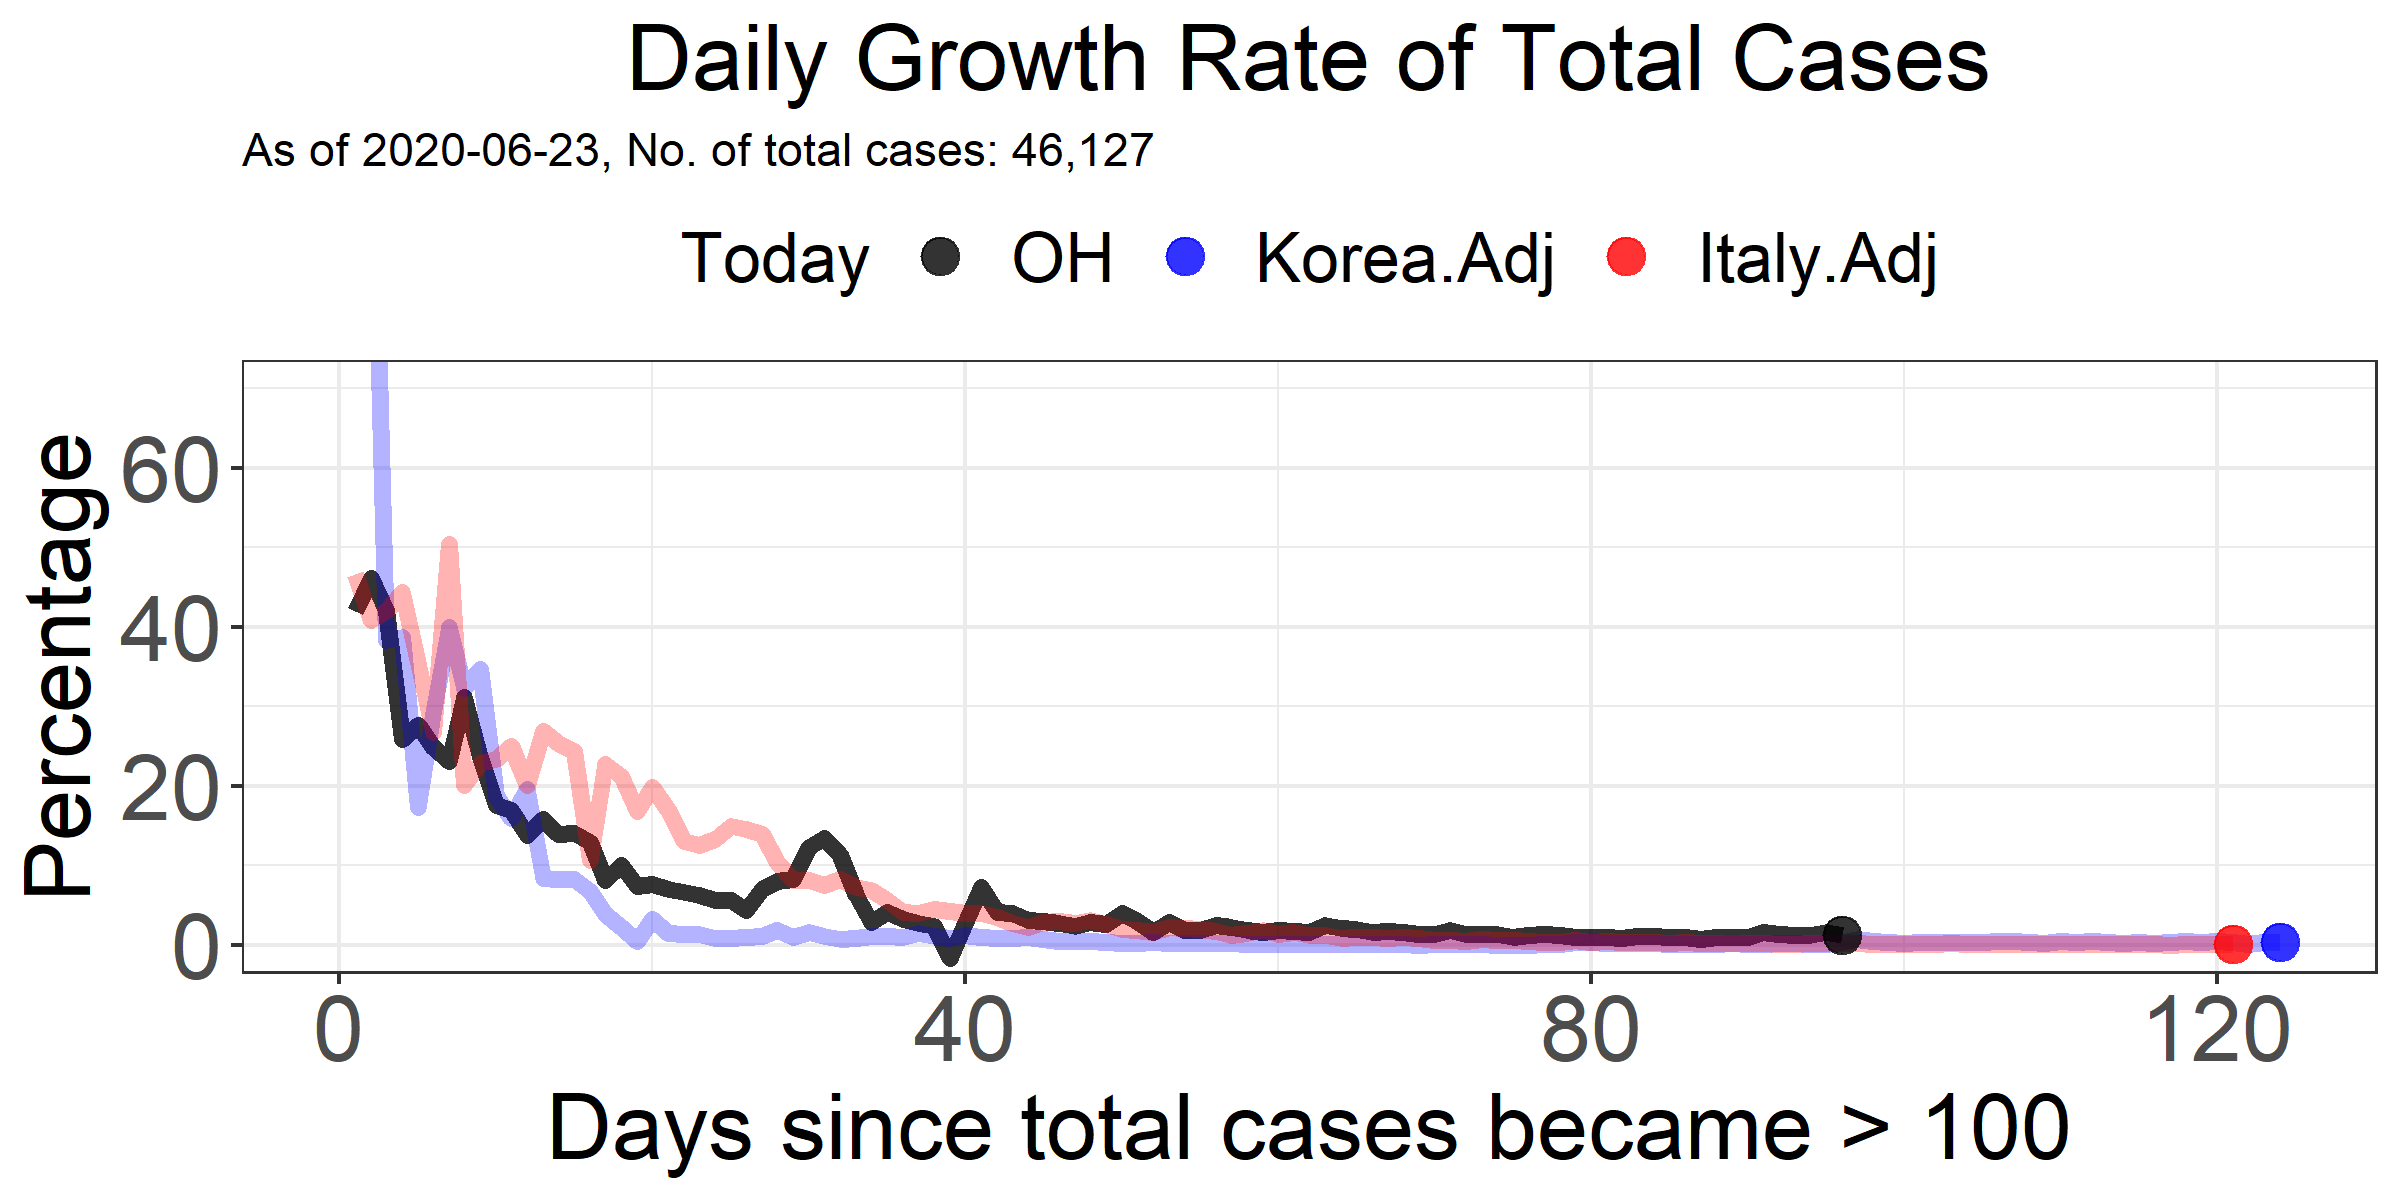 Daily Growth Rate of Total Cases
As of 2020-06-23, No. of total cases: 46,127
Today OH Korea.Adj Italy.Adj
Percentage
60
40
20
0
0 40 80 120
Days since total cases became > 100